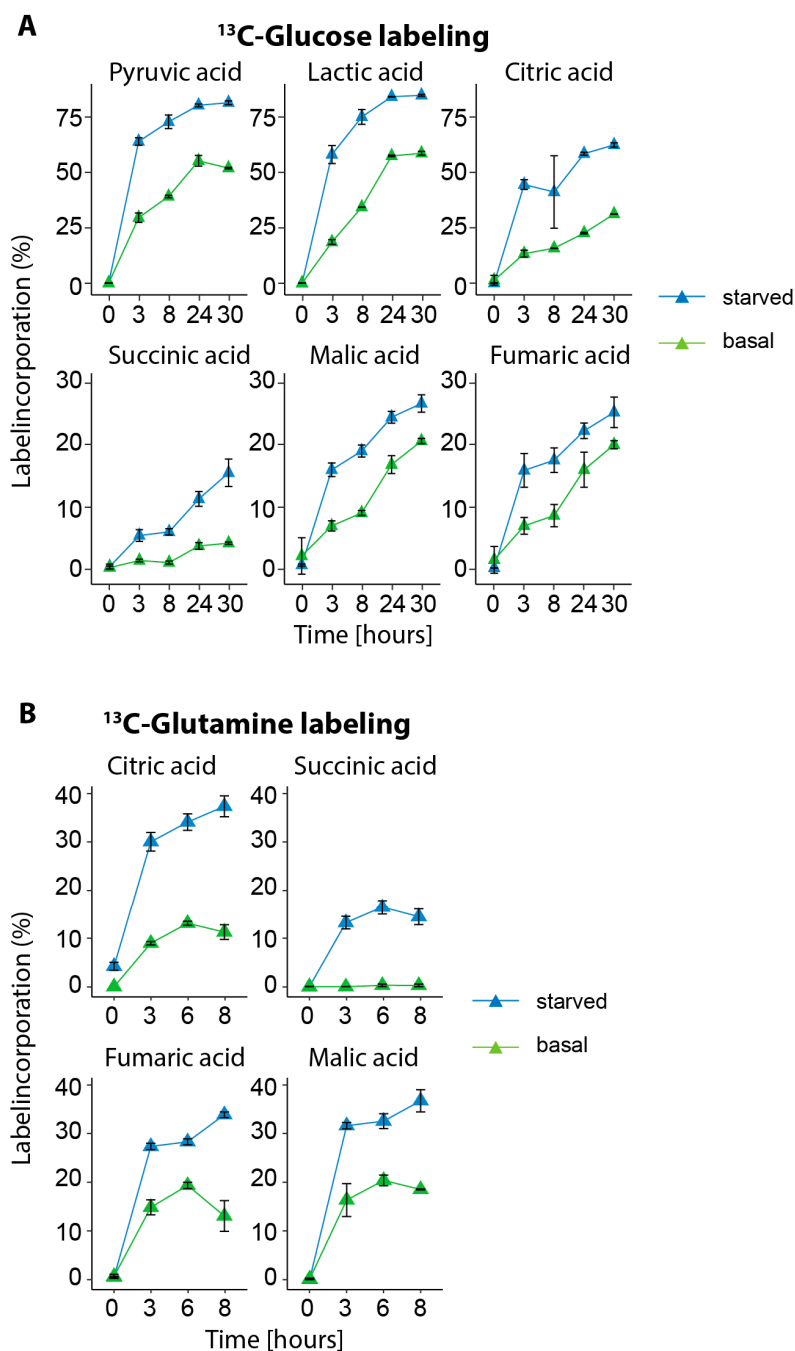 A
¹³C-Glucose labeling
Pyruvic acid
Lactic acid
Citric acid
75
50
25
0
0 3 8 24 30
0 3 8 24 30
0 3 8 24 30
starved
basal
Labelincorporation (%)
Succinic acid
Malic acid
Fumaric acid
30
20
10
0
30
20
10
0
30
20
10
0
75
50
25
0
75
50
25
0
0 3 8 24 30
0 3 8 24 30
0 3 8 24 30
Time [hours]
B
¹³C-Glutamine labeling
Citric acid
Succinic acid
40
30
20
10
0
40
30
20
10
0
0 3 6 8
0 3 6 8
starved
basal
Labelincorporation (%)
Fumaric acid
Malic acid
40
30
20
10
0
40
30
20
10
0
0 3 6 8
0 3 6 8
Time [hours]